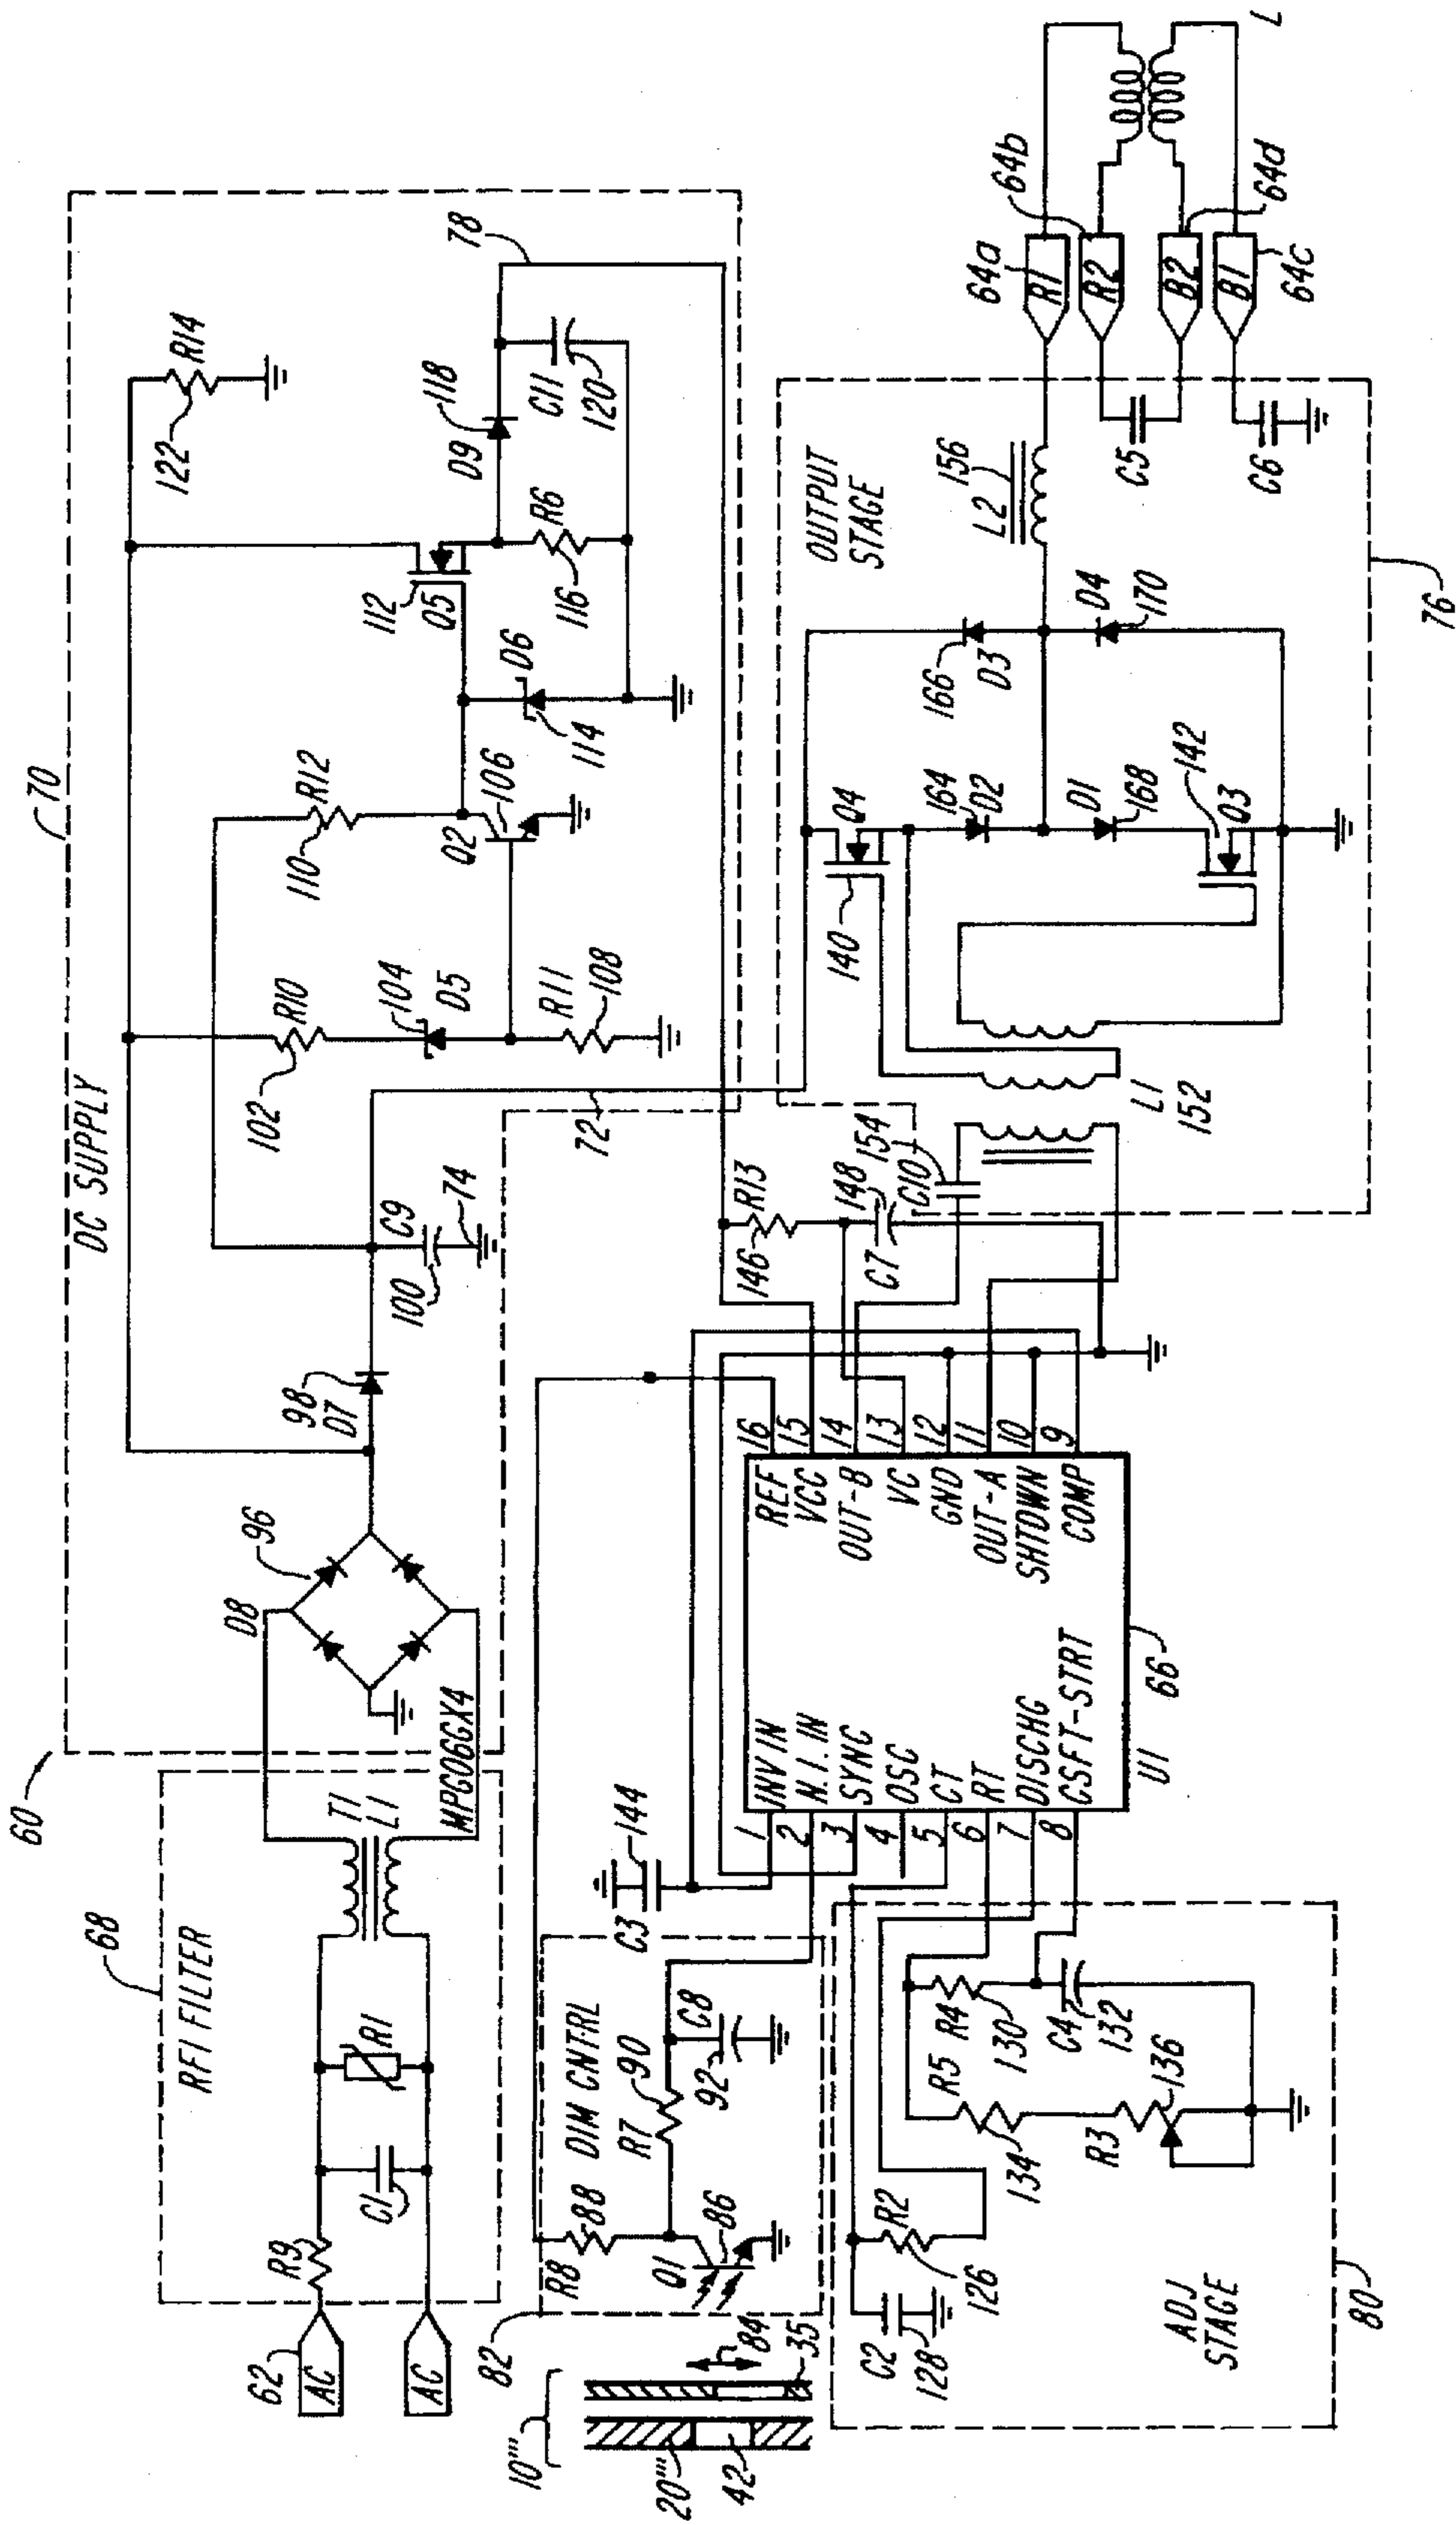 60
68
RFI FILTER
62
AC
AC
R9
C1
R1
T1
L1
MPG06GX4
70
DC SUPPLY
D8
96
98
D7
C9
100
74
72
R10
102
104
D5
R11
108
R12
110
106
Q2
112
Q5
D6
114
R6
116
D9
118
C11
120
R14
122
78
10'''
20'''
42
35
84
82
DIM CNTRL
R8
88
Q1
86
R7
90
C8
92
C3
144
1
2
3
4
5
6
7
8
INV IN
N.I. IN
SYNC
OSC
CT
RT
DISCHG
CSFT-STRT
U1
66
REF
VCC
OUT-B
VC
GND
OUT-A
SHTDWN
COMP
16
15
14
13
12
11
10
9
R13
146
148
C7
154
C10
L1
152
OUTPUT
STAGE
Q4
140
164
D2
D1
168
142
Q3
166
D3
D4
170
L2
156
C5
C6
76
64a
64b
R1
R2
B2
B1
64d
64c
L
C2
128
R2
126
R5
134
R4
130
C4
132
R3
136
ADJ
STAGE
80